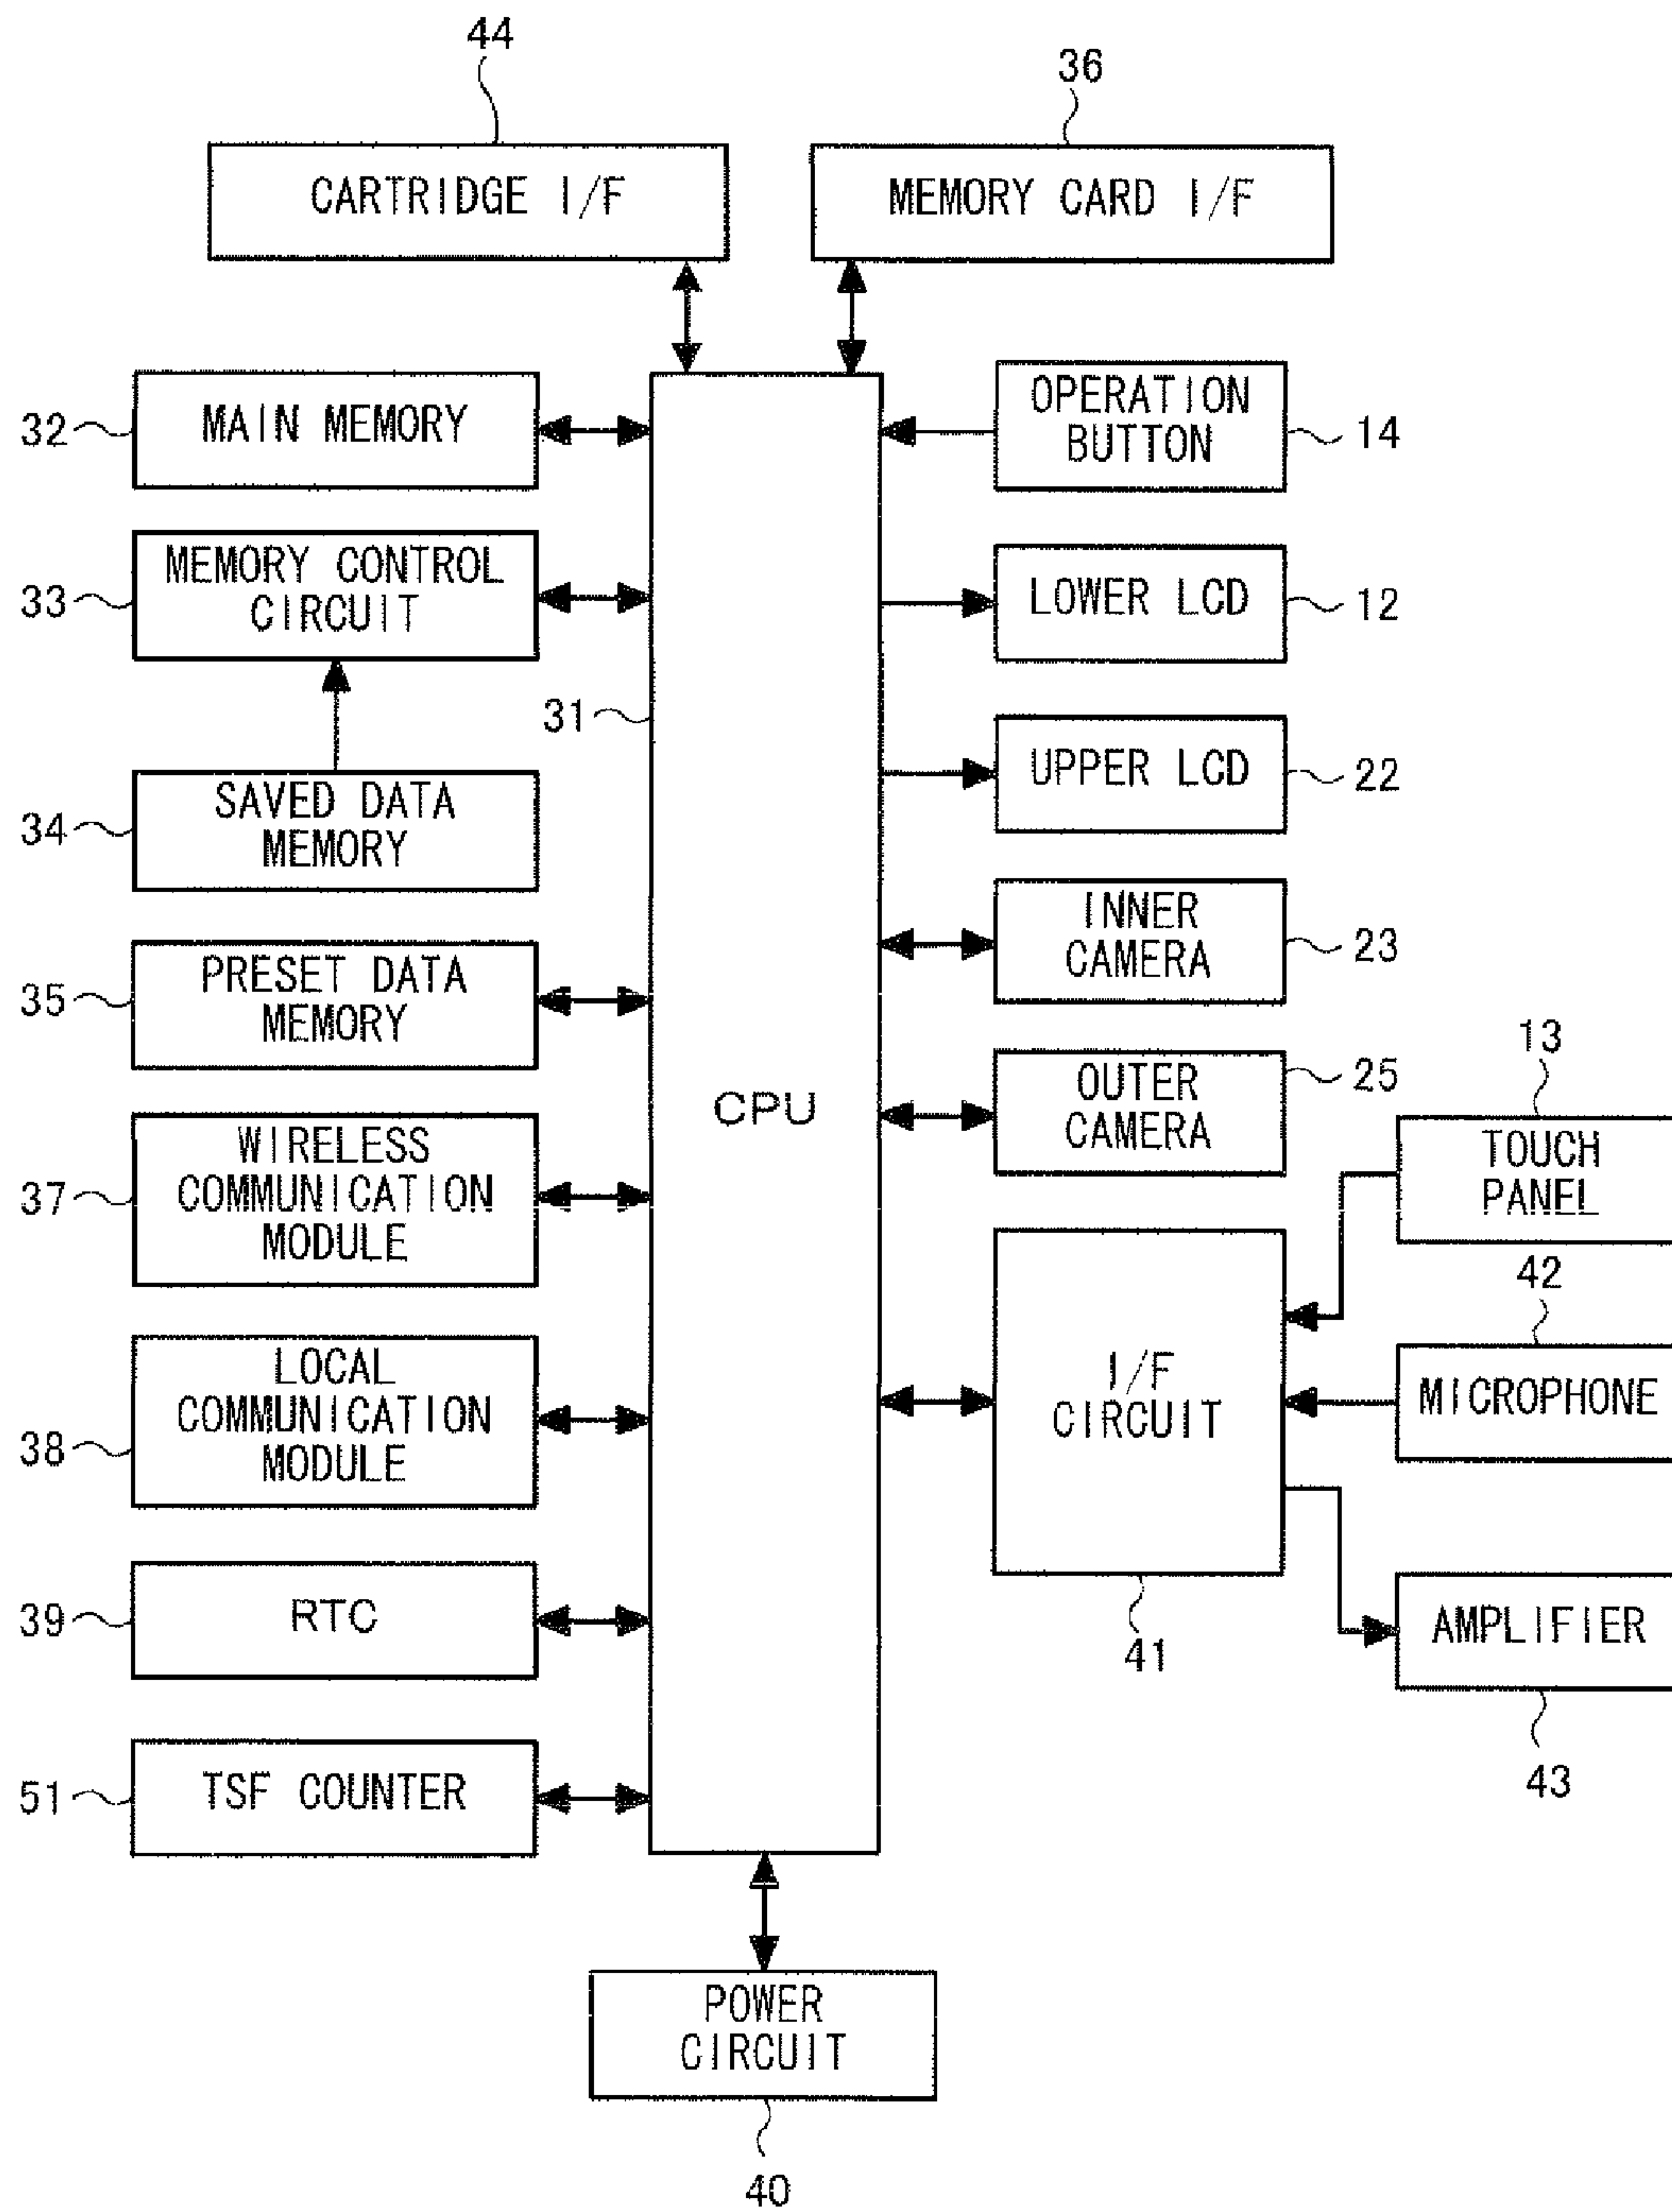 44
36
CARTRIDGE I/F
MEMORY CARD I/F
32
MAIN MEMORY
OPERATION
BUTTON
14
33
MEMORY CONTROL
CIRCUIT
LOWER LCD
12
31
34
SAVED DATA
MEMORY
UPPER LCD
22
INNER
CAMERA
23
35
PRESET DATA
MEMORY
CPU
OUTER
CAMERA
25
13
TOUCH
PANEL
37
WIRELESS
COMMUNICATION
MODULE
42
MICROPHONE
38
LOCAL
COMMUNICATION
MODULE
I/F
CIRCUIT
41
39
RTC
AMPLIFIER
43
51
TSF COUNTER
POWER
CIRCUIT
40